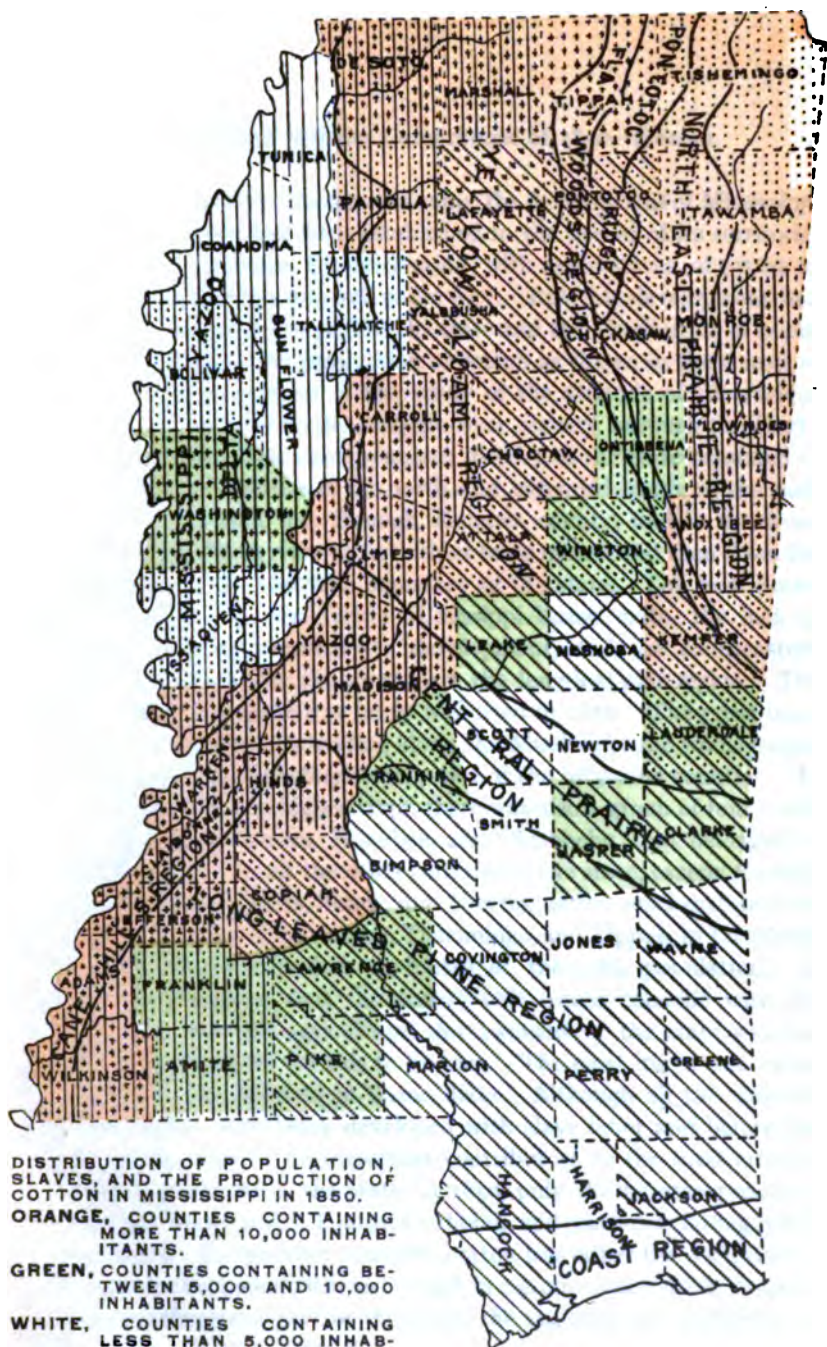 DE SOTO
MARSHAL
TIPPAH
TISHEMINGO
PONTOTOC RIDGE
FLAT WOODS REGION
NORTH EAST PRAIRIE REGION
TUNICA
PANOLA
LAFAYETTE
ITAWAMBA
YELLOW LOAM REGION
COAHOMA
TALLAHATCHIE
YALOBUSHA
CHICKASAW
MONROE
MISSISSIPPI YAZOO DELTA
BOLIVAR
SUN FLOWER
CARROLL
CHOCTAW
LOWNDES
WASHINGTON
HOLMES
ATTALA
WINSTON
NOXUBEE
YAZOO
MADISON
LEAKE
NESHOBA
KEMPER
CENTRAL PRAIRIE REGION
SCOTT
NEWTON
LAUDERDALE
WARREN
HINDS
RANKIN
SMITH
JASPER
CLARKE
SIMPSON
COPIAH
JEFFERSON
LONG LEAVED PINE REGION
COVINGTON
JONES
WAYNE
ADAMS
FRANKLIN
LAWRENCE
WILKINSON
AMITE
PIKE
MARION
PERRY
GREENE
HANCOCK
HARRISON
JACKSON
COAST REGION
DISTRIBUTION OF POPULATION,
SLAVES, AND THE PRODUCTION OF
COTTON IN MISSISSIPPI IN 1850.
ORANGE, COUNTIES CONTAINING
MORE THAN 10,000 INHAB-
ITANTS.
GREEN, COUNTIES CONTAINING BE-
TWEEN 5,000 AND 10,000
INHABITANTS.
WHITE, COUNTIES CONTAINING
LESS THAN 5,000 INHAB-